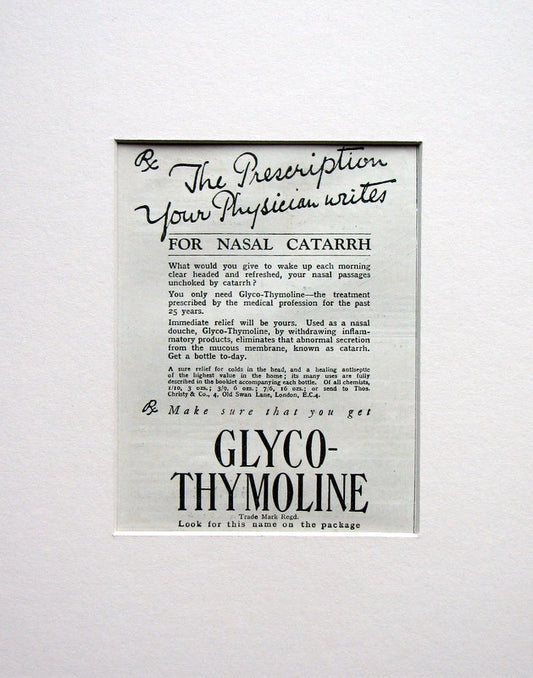 ℞ The Prescription
Your Physician writes
FOR NASAL CATARRH
What would you give to wake up each morning
clear headed and refreshed, your nasal passages
unchoked by catarrh?
You only need Glyco-Thymoline—the treatment
prescribed by the medical profession for the past
25 years.
Immediate relief will be yours. Used as a nasal
douche, Glyco-Thymoline, by withdrawing inflam-
matory products, eliminates that abnormal secretion
from the mucous membrane, known as catarrh.
Get a bottle to-day.
A sure relief for colds in the head, and a healing antiseptic
of the highest value in the home; its many uses are fully
described in the booklet accompanying each bottle. Of all chemists,
1/10, 3 ozs.; 3/9, 6 ozs.; 7/6, 16 ozs.; or send to Thos.
Christy & Co., 4, Old Swan Lane, London, E.C.4.
℞ Make sure that you get
GLYCO-
THYMOLINE
Trade Mark Regd.
Look for this name on the package